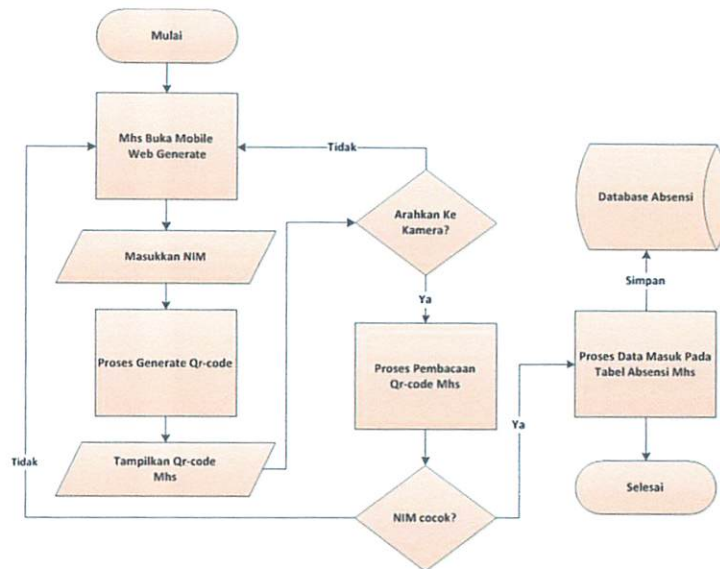 Mulai
Mhs Buka Mobile
Web Generate
Masukkan NIM
Proses Generate Qr-code
Tampilkan Qr-code
Mhs
Tidak
Tidak
Arahkan Ke
Kamera?
Ya
Proses Pembacaan
Qr-code Mhs
NIM cocok?
Ya
Database Absensi
Simpan
Proses Data Masuk Pada
Tabel Absensi Mhs
Selesai